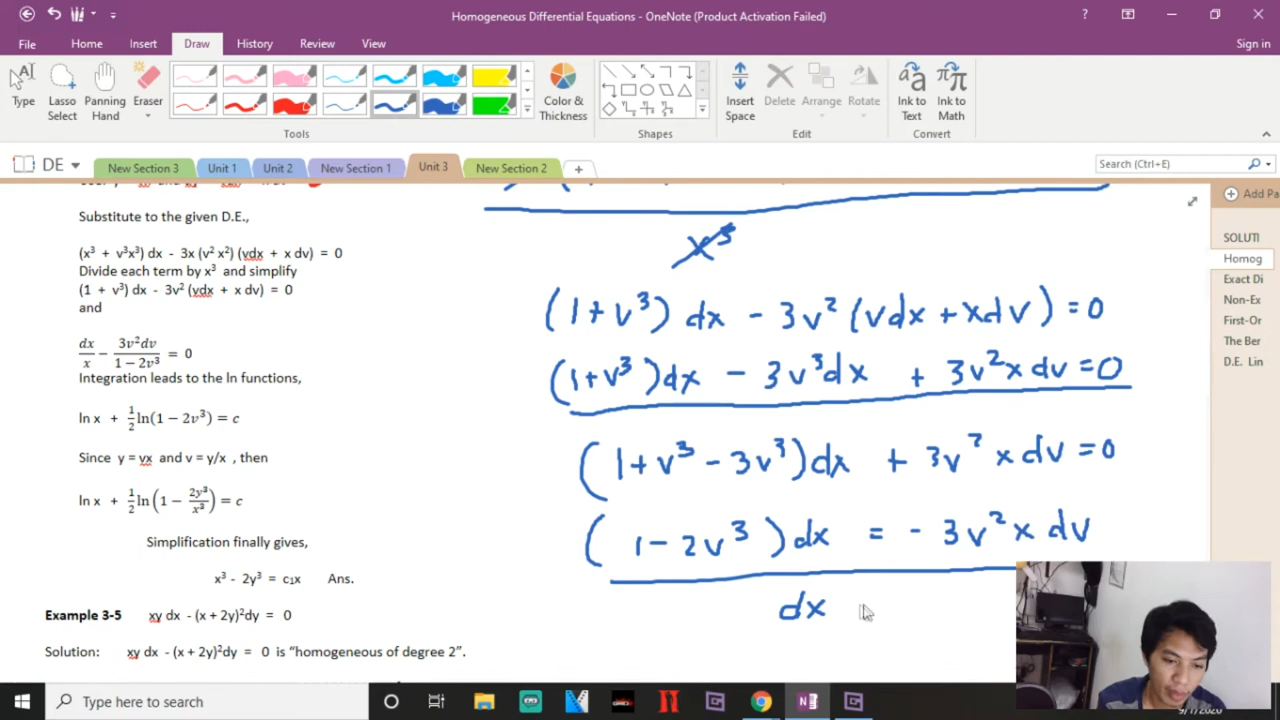 Homogeneous Differential Equations - OneNote (Product Activation Failed)
File Home Insert Draw History Review View Sign in
Type Lasso Select Panning Hand Eraser
Color & Thickness
Insert Space Delete Arrange Rotate
Ink to Text Ink to Math
Tools Shapes Edit Convert
DE New Section 3 Unit 1 Unit 2 New Section 1 Unit 3 New Section 2 + Search (Ctrl+E)
Add Pa
SOLUTI
Homog
Exact Di
Non-Ex
First-Or
The Ber
D.E. Lin
Substitute to the given D.E.,
(x³ + v³x³) dx - 3x (v² x²) (vdx + x dv) = 0
Divide each term by x³ and simplify
(1 + v³) dx - 3v² (vdx + x dv) = 0
and
dx/x − 3v²dv/(1−2v³) = 0
Integration leads to the ln functions,
ln x + ½ ln(1 − 2v³) = c
Since y = vx and v = y/x , then
ln x + ½ ln(1 − 2y³/x³) = c
Simplification finally gives,
x³ - 2y³ = c₁x Ans.
Example 3-5 xy dx - (x + 2y)²dy = 0
Solution: xy dx - (x + 2y)²dy = 0 is “homogeneous of degree 2”.
x³
(1+v³) dx - 3v² (vdx + xdv) = 0
(1+v³)dx - 3v³dx + 3v²x dv = 0
(1+v³ - 3v³)dx + 3v² x dv = 0
(1-2v³)dx = -3v²x dv
dx
Type here to search